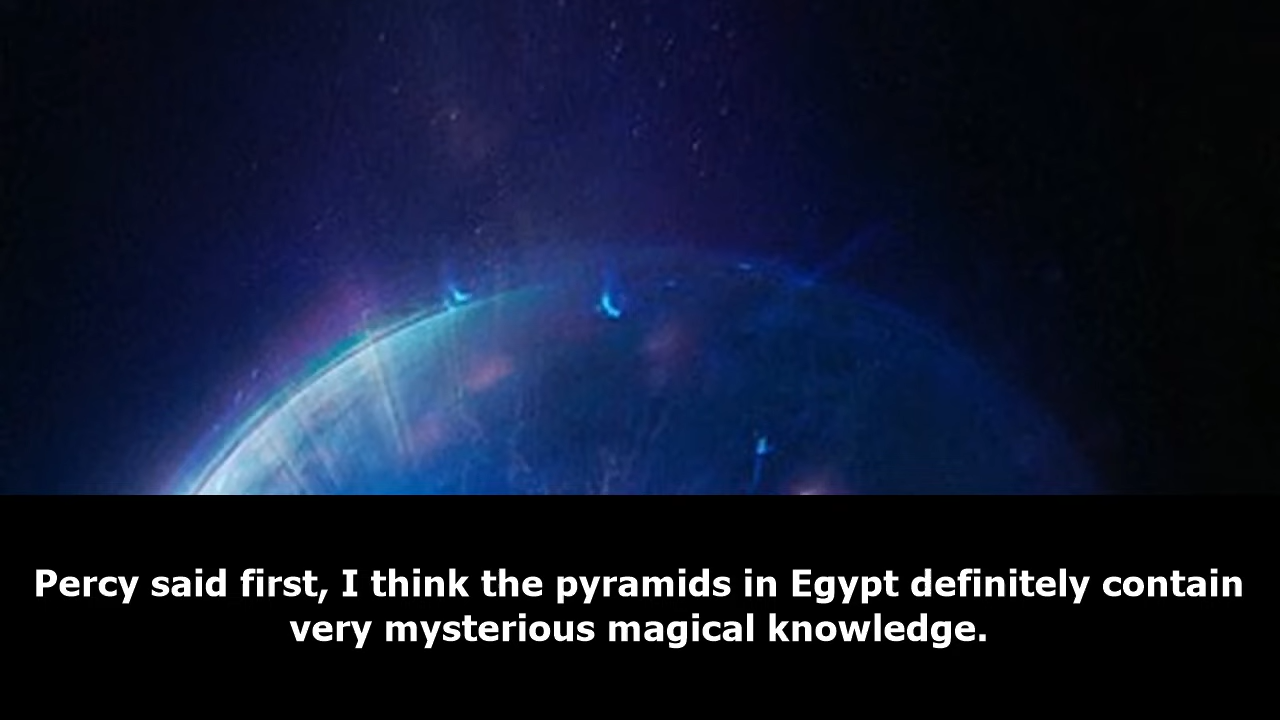 Percy said first, I think the pyramids in Egypt definitely contain
very mysterious magical knowledge.